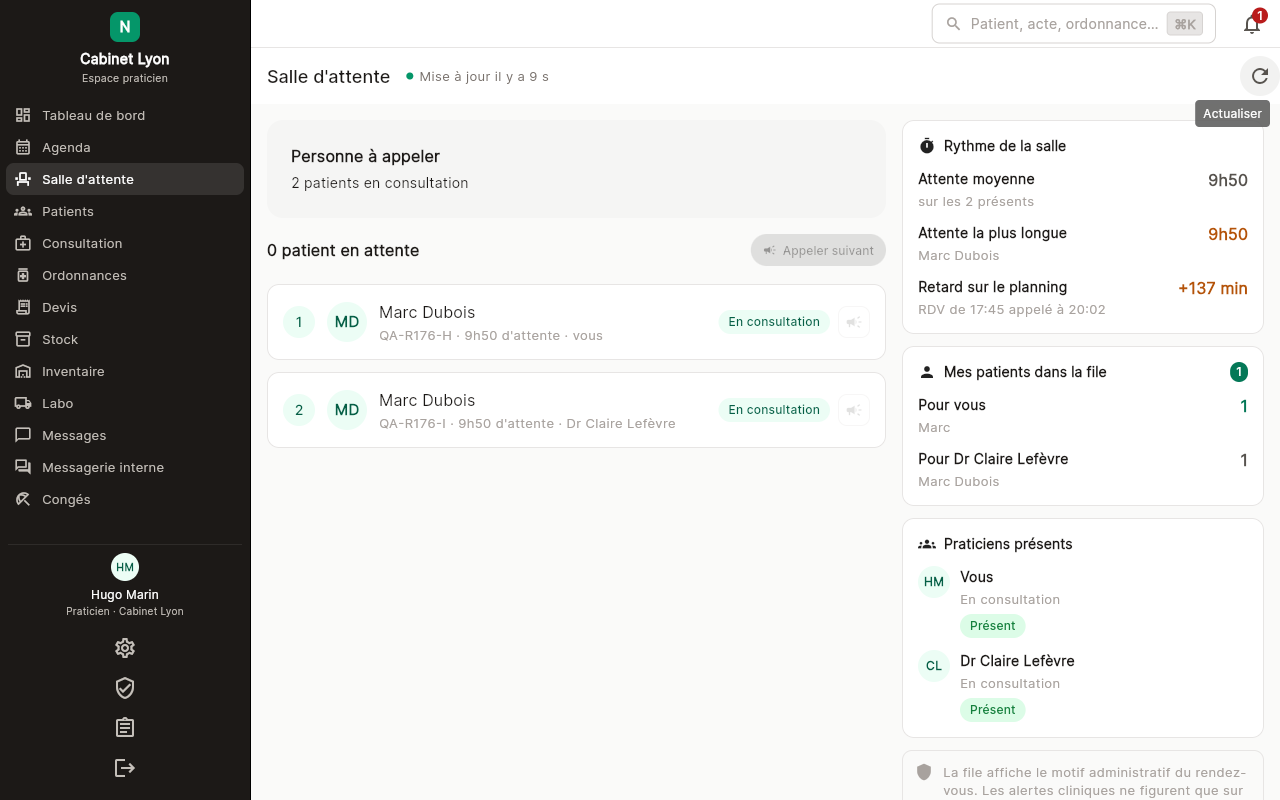 N
Cabinet Lyon
Espace praticien
Tableau de bord
Agenda
Salle d'attente
Patients
Consultation
Ordonnances
Devis
Stock
Inventaire
Labo
Messages
Messagerie interne
Congés
HM
Hugo Marin
Praticien · Cabinet Lyon
Patient, acte, ordonnance... ⌘K
1
Salle d'attente
Mise à jour il y a 9 s
Actualiser
Personne à appeler
2 patients en consultation
0 patient en attente
Appeler suivant
1 MD Marc Dubois
QA-R176-H · 9h50 d'attente · vous
En consultation
2 MD Marc Dubois
QA-R176-I · 9h50 d'attente · Dr Claire Lefèvre
En consultation
Rythme de la salle
Attente moyenne 9h50
sur les 2 présents
Attente la plus longue 9h50
Marc Dubois
Retard sur le planning +137 min
RDV de 17:45 appelé à 20:02
Mes patients dans la file 1
Pour vous 1
Marc
Pour Dr Claire Lefèvre 1
Marc Dubois
Praticiens présents
HM Vous
En consultation
Présent
CL Dr Claire Lefèvre
En consultation
Présent
La file affiche le motif administratif du rendez-
vous. Les alertes cliniques ne figurent que sur